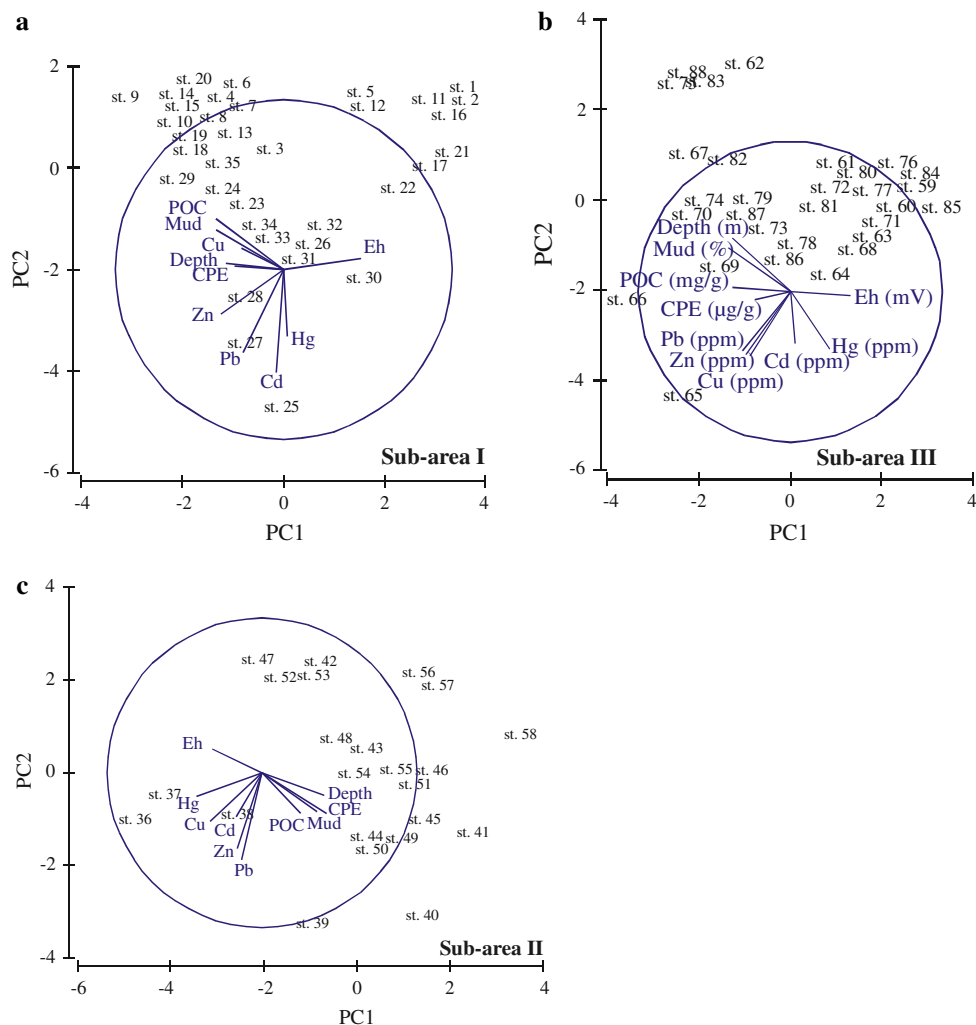 a
2
0
-2
-4
-6
PC2
st. 20
st. 6
st. 9
st. 14
st. 4
st. 15
st. 7
st. 10
st. 8
st. 19
st. 13
st. 18
st. 3
st. 35
st. 29
st. 24
st. 23
st. 5
st. 12
st. 1
st. 11
st. 2
st. 16
st. 21
st. 17
st. 22
POC
Mud
st. 34
st. 32
Cu
st. 33
st. 26
Eh
Depth
st. 31
CPE
st. 30
st. 28
Zn
Hg
st. 27
Pb
Cd
st. 25
Sub-area I
-4
-2
0
2
4
PC1
b
4
2
0
-2
-4
-6
PC2
st. 62
st. 88
st. 75
st. 83
st. 67
st. 82
st. 61
st. 76
st. 80
st. 84
st. 72
st. 77
st. 59
st. 74
st. 79
st. 81
st. 60
st. 85
st. 70
st. 87
st. 71
Depth (m)
st. 73
st. 63
Mud (%)
st. 78
st. 68
st. 69
st. 86
st. 64
POC (mg/g)
st. 66
CPE (µg/g)
Eh (mV)
Pb (ppm)
Hg (ppm)
Zn (ppm)
Cd (ppm)
Cu (ppm)
st. 65
Sub-area III
-4
-2
0
2
4
PC1
c
4
2
0
-2
-4
PC2
st. 47
st. 42
st. 52
st. 53
st. 56
st. 57
st. 58
st. 48
st. 43
Eh
st. 54
st. 55
st. 46
st. 51
st. 37
Hg
Depth
st. 36
Cu
Cd
st. 38
CPE
POC
Mud
st. 45
st. 41
Zn
st. 44
st. 49
st. 50
Pb
st. 39
st. 40
Sub-area II
-6
-4
-2
0
2
4
PC1